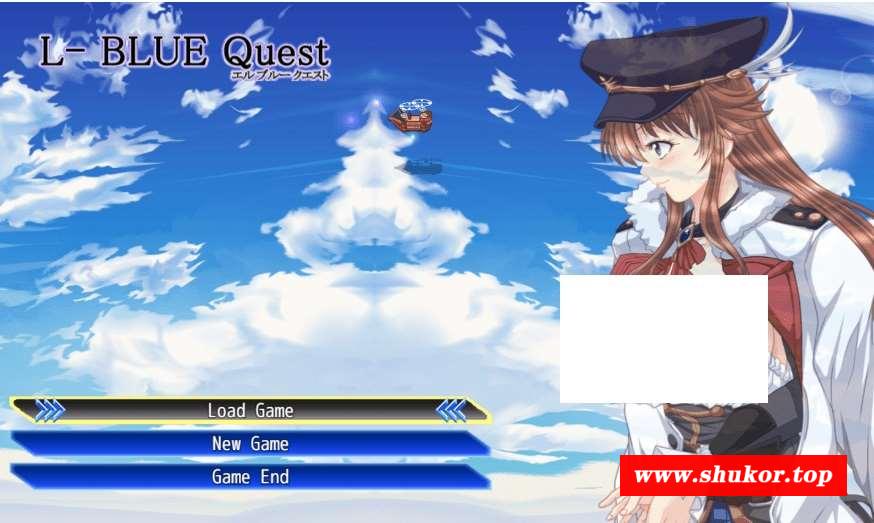 L- BLUE Quest
エルブルークエスト
Load Game
New Game
Game End
www.shukor.top